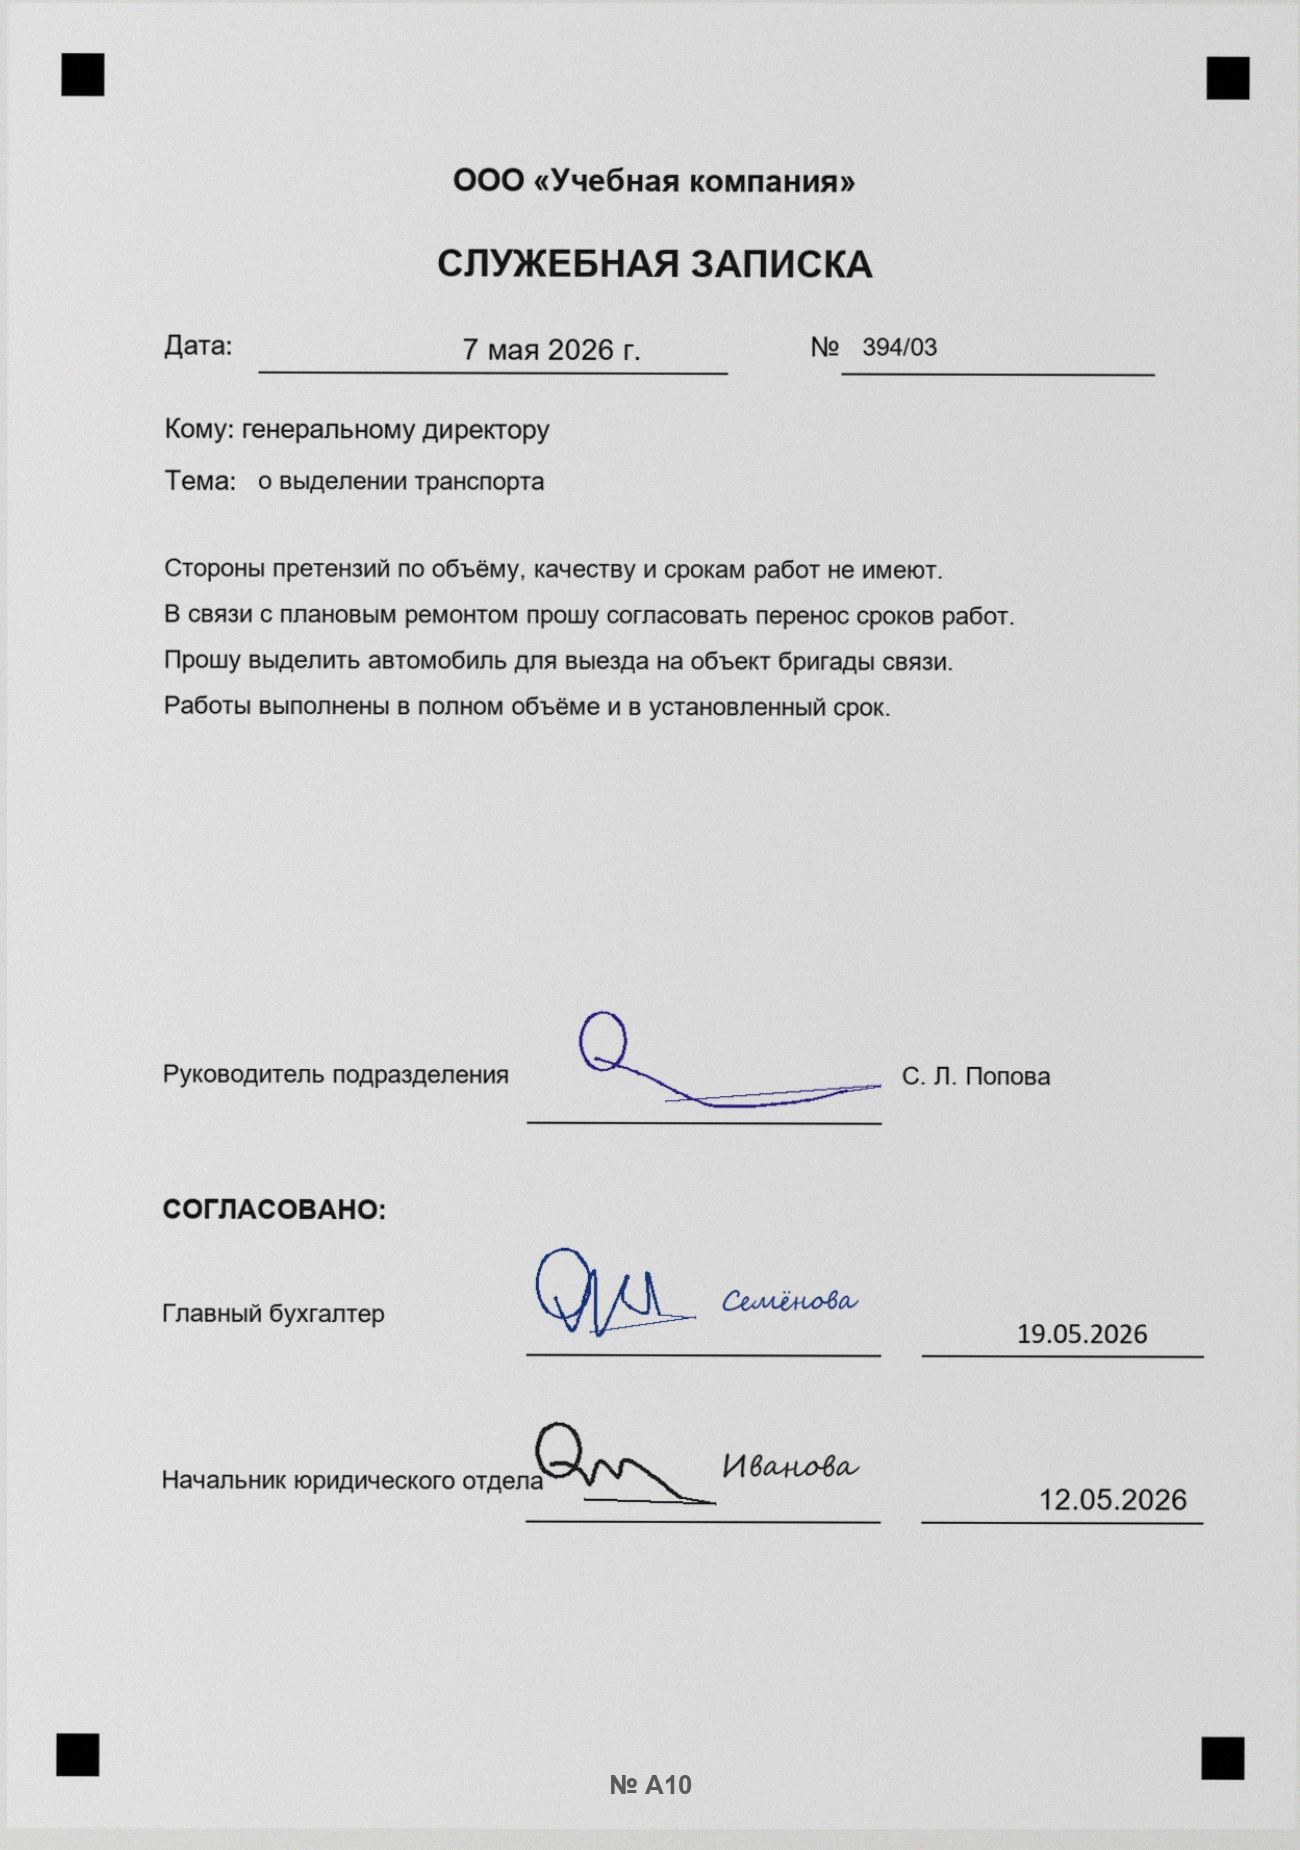 ООО «Учебная компания»
СЛУЖЕБНАЯ ЗАПИСКА
Дата: 7 мая 2026 г. № 394/03
Кому: генеральному директору
Тема: о выделении транспорта
Стороны претензий по объёму, качеству и срокам работ не имеют.
В связи с плановым ремонтом прошу согласовать перенос сроков работ.
Прошу выделить автомобиль для выезда на объект бригады связи.
Работы выполнены в полном объёме и в установленный срок.
Руководитель подразделения С. Л. Попова
СОГЛАСОВАНО:
Главный бухгалтер Семёнова 19.05.2026
Начальник юридического отдела Иванова 12.05.2026
№ А10